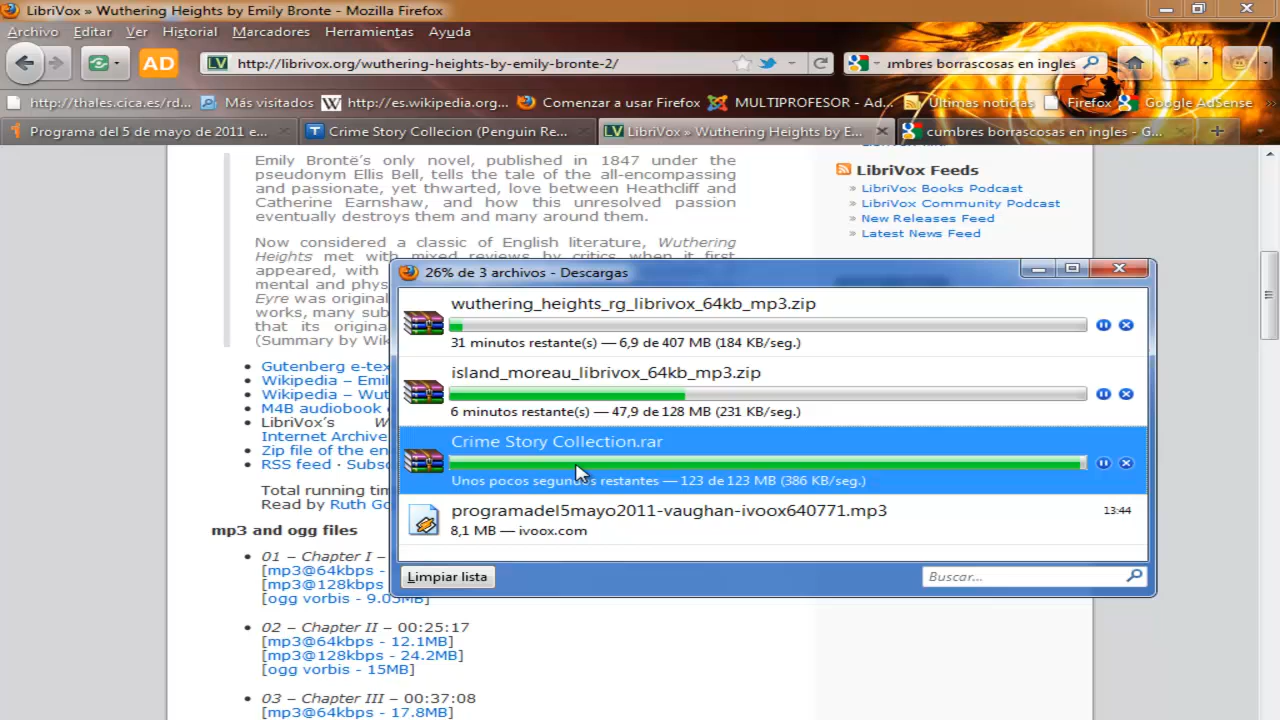 LibriVox » Wuthering Heights by Emily Bronte - Mozilla Firefox
Archivo Editar Ver Historial Marcadores Herramientas Ayuda
AD
LV http://librivox.org/wuthering-heights-by-emily-bronte-2/
umbres borrascosas en ingles
http://thales.cica.es/rd... Más visitados W http://es.wikipedia.org... Comenzar a usar Firefox MULTIPROFESOR - Ad... Últimas noticias Firefox Google AdSense
Programa del 5 de mayo de 2011 e... T Crime Story Collecion (Penguin Re... LV LibriVox » Wuthering Heights by E... cumbres borrascosas en ingles - G...
Emily Brontë's only novel, published in 1847 under the
pseudonym Ellis Bell, tells the tale of the all-encompassing
and passionate, yet thwarted, love between Heathcliff and
Catherine Earnshaw, and how this unresolved passion
eventually destroys them and many around them.
Now considered a classic of English literature, Wuthering
Heights met with mixed reviews by critics when it first
appeared, with
mental and phys
Eyre was origina
works, many sub
that its origina
(Summary by Wik
Gutenberg e-tex
Wikipedia – Emil
Wikipedia – Wut
M4B audiobook
LibriVox's W
Internet Archive
Zip file of the en
RSS feed · Subs
Total running tim
Read by Ruth Go
mp3 and ogg files
01 – Chapter I –
[mp3@64kbps -
[mp3@128kbps -
[ogg vorbis - 9.05MB]
02 – Chapter II – 00:25:17
[mp3@64kbps - 12.1MB]
[mp3@128kbps - 24.2MB]
[ogg vorbis - 15MB]
03 – Chapter III – 00:37:08
[mp3@64kbps - 17.8MB]
LibriVox Feeds
» LibriVox Books Podcast
» LibriVox Community Podcast
» New Releases Feed
» Latest News Feed
26% de 3 archivos - Descargas
wuthering_heights_rg_librivox_64kb_mp3.zip
31 minutos restante(s) — 6,9 de 407 MB (184 KB/seg.)
island_moreau_librivox_64kb_mp3.zip
6 minutos restante(s) — 47,9 de 128 MB (231 KB/seg.)
Crime Story Collection.rar
Unos pocos segundos restantes — 123 de 123 MB (386 KB/seg.)
programadel5mayo2011-vaughan-ivoox640771.mp3 13:44
8,1 MB — ivoox.com
Limpiar lista Buscar...